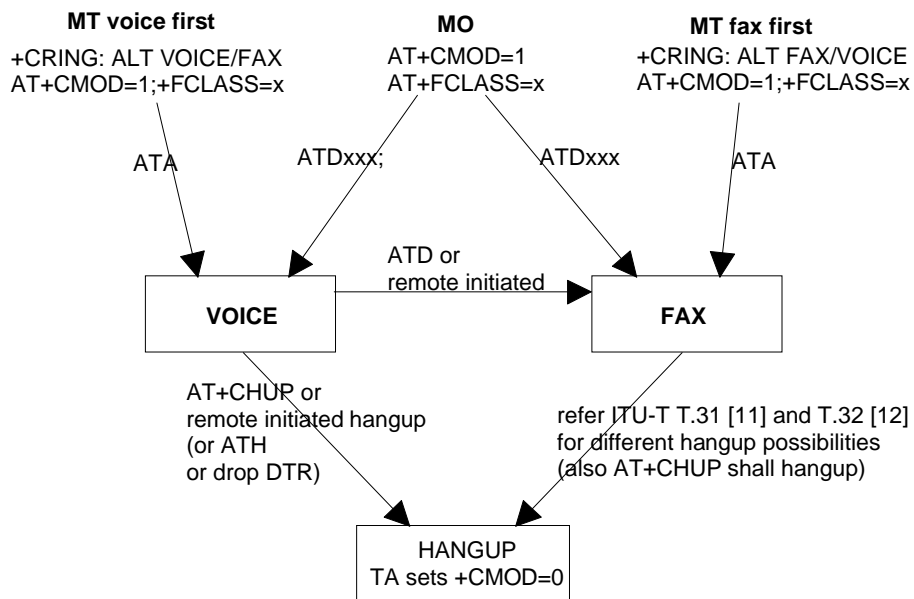 MT voice first
+CRING: ALT VOICE/FAX
AT+CMOD=1;+FCLASS=x
MO
AT+CMOD=1
AT+FCLASS=x
MT fax first
+CRING: ALT FAX/VOICE
AT+CMOD=1;+FCLASS=x
ATA
ATDxxx;
ATDxxx
ATA
ATD or
remote initiated
VOICE
FAX
AT+CHUP or
remote initiated hangup
(or ATH
or drop DTR)
refer ITU-T T.31 [11] and T.32 [12]
for different hangup possibilities
(also AT+CHUP shall hangup)
HANGUP
TA sets +CMOD=0